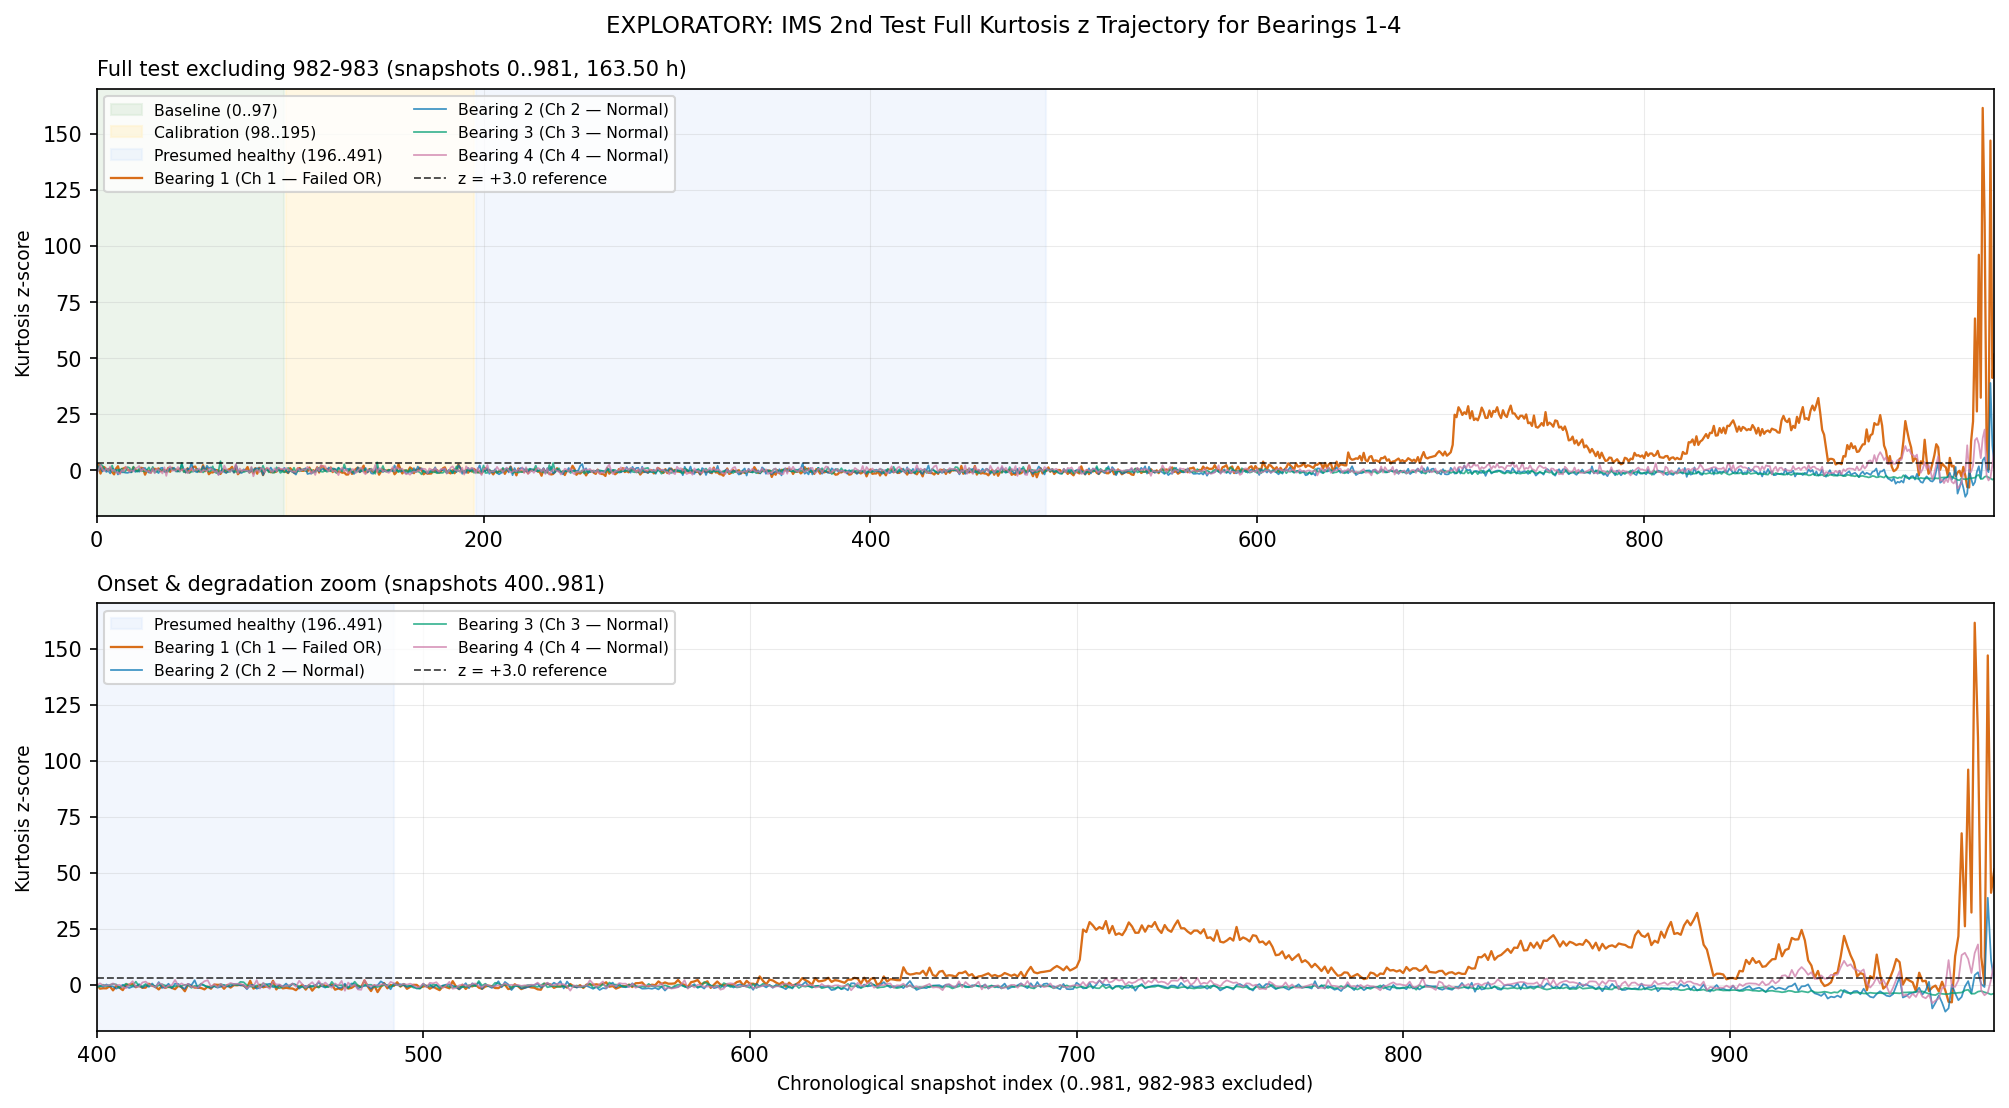 EXPLORATORY: IMS 2nd Test Full Kurtosis z Trajectory for Bearings 1-4
Full test excluding 982-983 (snapshots 0..981, 163.50 h)
Baseline (0..97)
Calibration (98..195)
Presumed healthy (196..491)
Bearing 1 (Ch 1 — Failed OR)
Bearing 2 (Ch 2 — Normal)
Bearing 3 (Ch 3 — Normal)
Bearing 4 (Ch 4 — Normal)
z = +3.0 reference
Kurtosis z-score
150
125
100
75
50
25
0
0
200
400
600
800
Onset & degradation zoom (snapshots 400..981)
Presumed healthy (196..491)
Bearing 1 (Ch 1 — Failed OR)
Bearing 2 (Ch 2 — Normal)
Bearing 3 (Ch 3 — Normal)
Bearing 4 (Ch 4 — Normal)
z = +3.0 reference
Kurtosis z-score
150
125
100
75
50
25
0
400
500
600
700
800
900
Chronological snapshot index (0..981, 982-983 excluded)